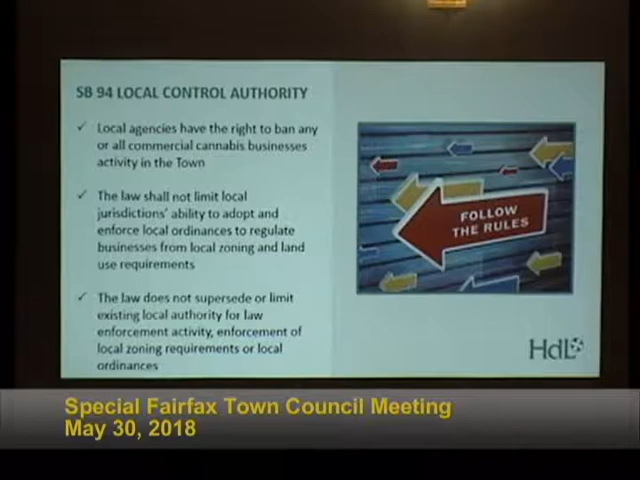 SB 94 LOCAL CONTROL AUTHORITY
✓ Local agencies have the right to ban any
or all commercial cannabis businesses
activity in the Town
✓ The law shall not limit local
jurisdictions' ability to adopt and
enforce local ordinances to regulate
businesses from local zoning and land
use requirements
✓ The law does not supersede or limit
existing local authority for law
enforcement activity, enforcement of
local zoning requirements or local
ordinances
FOLLOW
THE RULES
HdL
Special Fairfax Town Council Meeting
May 30, 2018